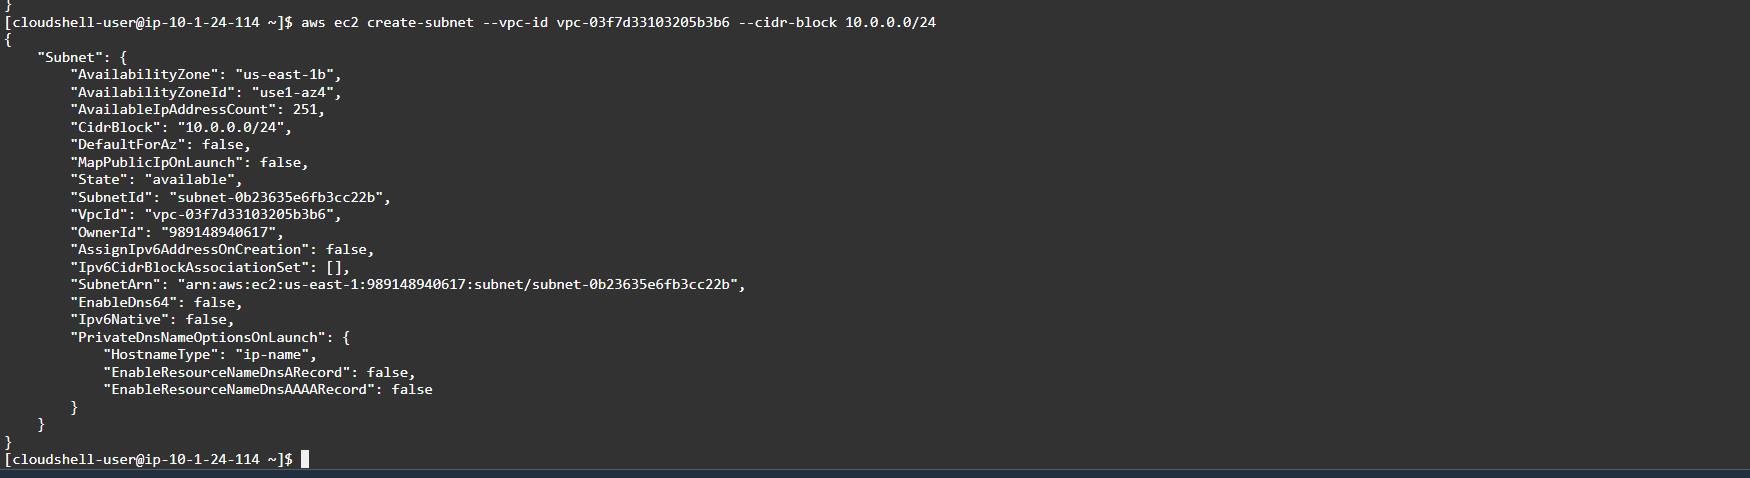 }
[cloudshell-user@ip-10-1-24-114 ~]$ aws ec2 create-subnet --vpc-id vpc-03f7d33103205b3b6 --cidr-block 10.0.0.0/24
{
    "Subnet": {
        "AvailabilityZone": "us-east-1b",
        "AvailabilityZoneId": "use1-az4",
        "AvailableIpAddressCount": 251,
        "CidrBlock": "10.0.0.0/24",
        "DefaultForAz": false,
        "MapPublicIpOnLaunch": false,
        "State": "available",
        "SubnetId": "subnet-0b23635e6fb3cc22b",
        "VpcId": "vpc-03f7d33103205b3b6",
        "OwnerId": "989148940617",
        "AssignIpv6AddressOnCreation": false,
        "Ipv6CidrBlockAssociationSet": [],
        "SubnetArn": "arn:aws:ec2:us-east-1:989148940617:subnet/subnet-0b23635e6fb3cc22b",
        "EnableDns64": false,
        "Ipv6Native": false,
        "PrivateDnsNameOptionsOnLaunch": {
            "HostnameType": "ip-name",
            "EnableResourceNameDnsARecord": false,
            "EnableResourceNameDnsAAAARecord": false
        }
    }
}
[cloudshell-user@ip-10-1-24-114 ~]$